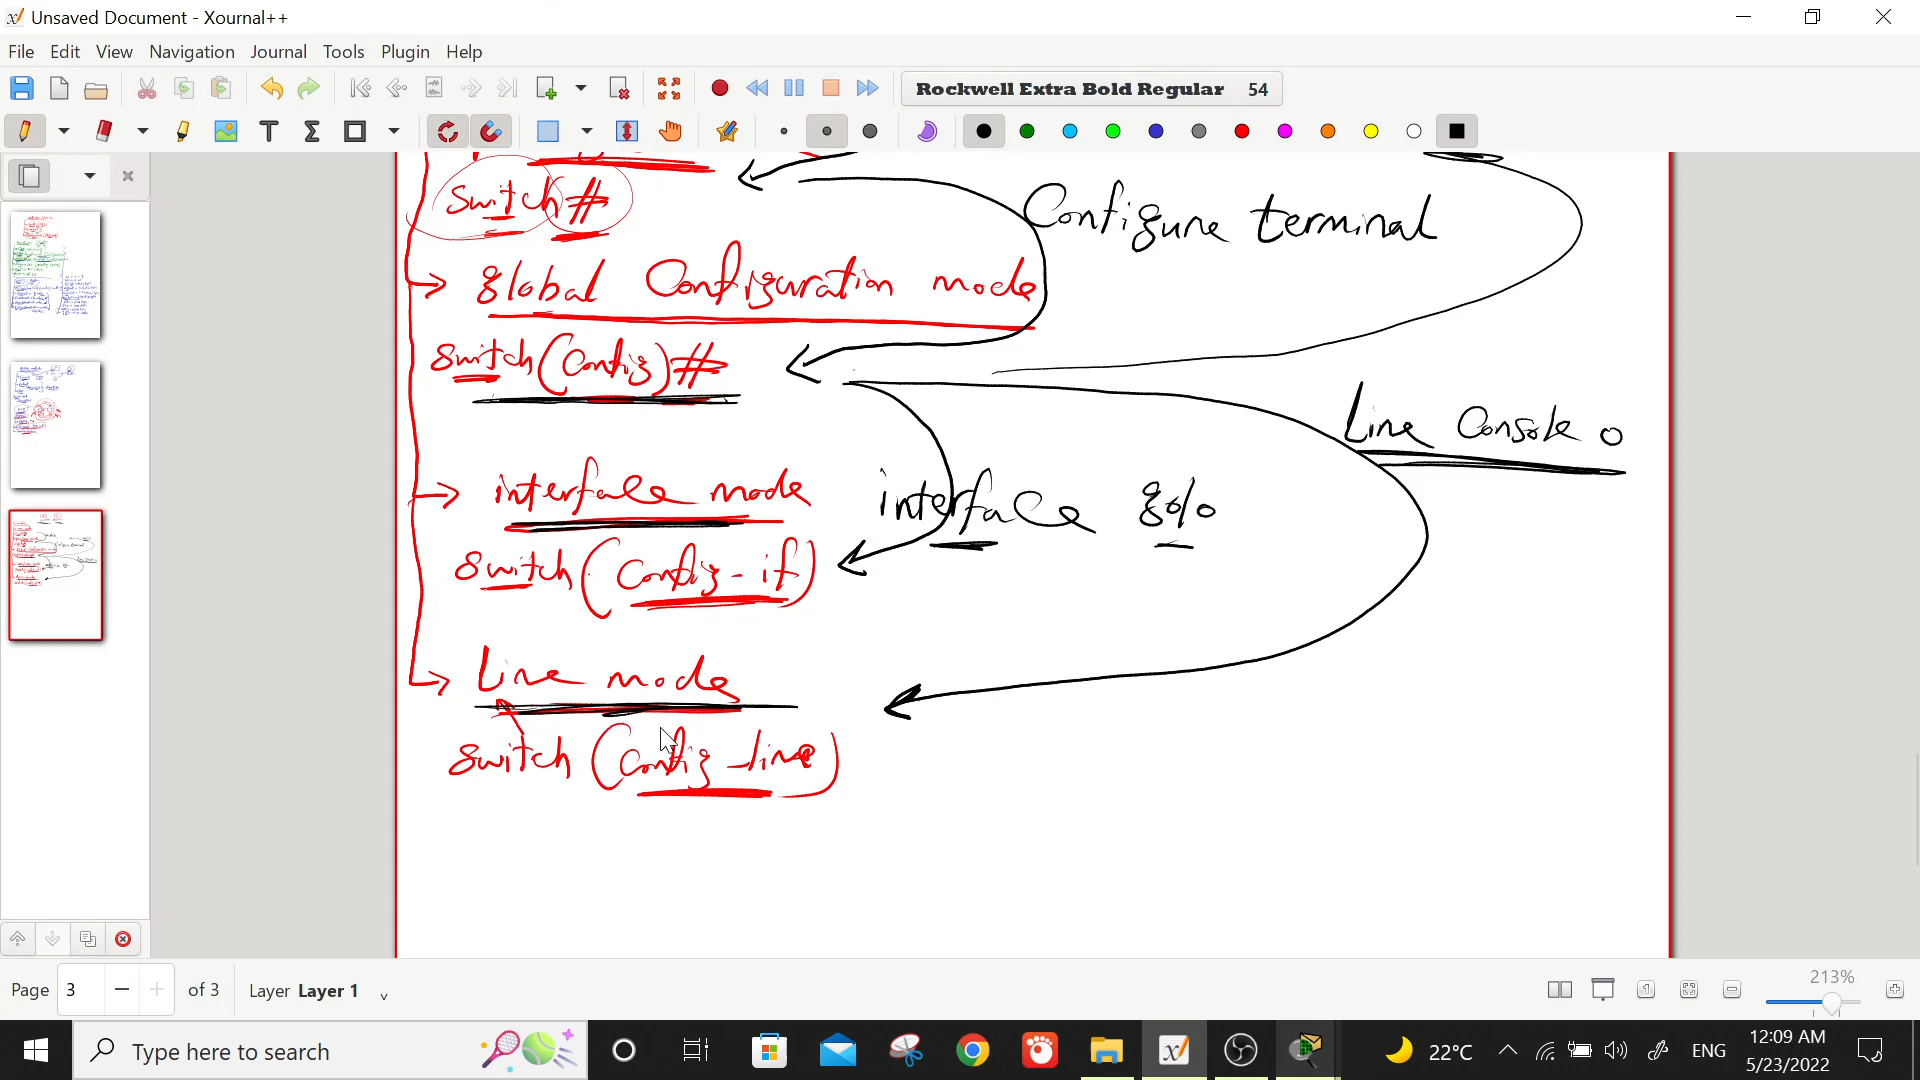 Unsaved Document - Xournal++
File Edit View Navigation Journal Tools Plugin Help
Rockwell Extra Bold Regular 54
switch#
Configure terminal
global Configuration mode
switch(Config)#
Line Console 0
interface mode
interface g0/0
switch(Config-if)
Line mode
switch (Config-line)
Page 3 of 3 Layer Layer 1
213%
Type here to search
22°C
ENG
12:09 AM
5/23/2022